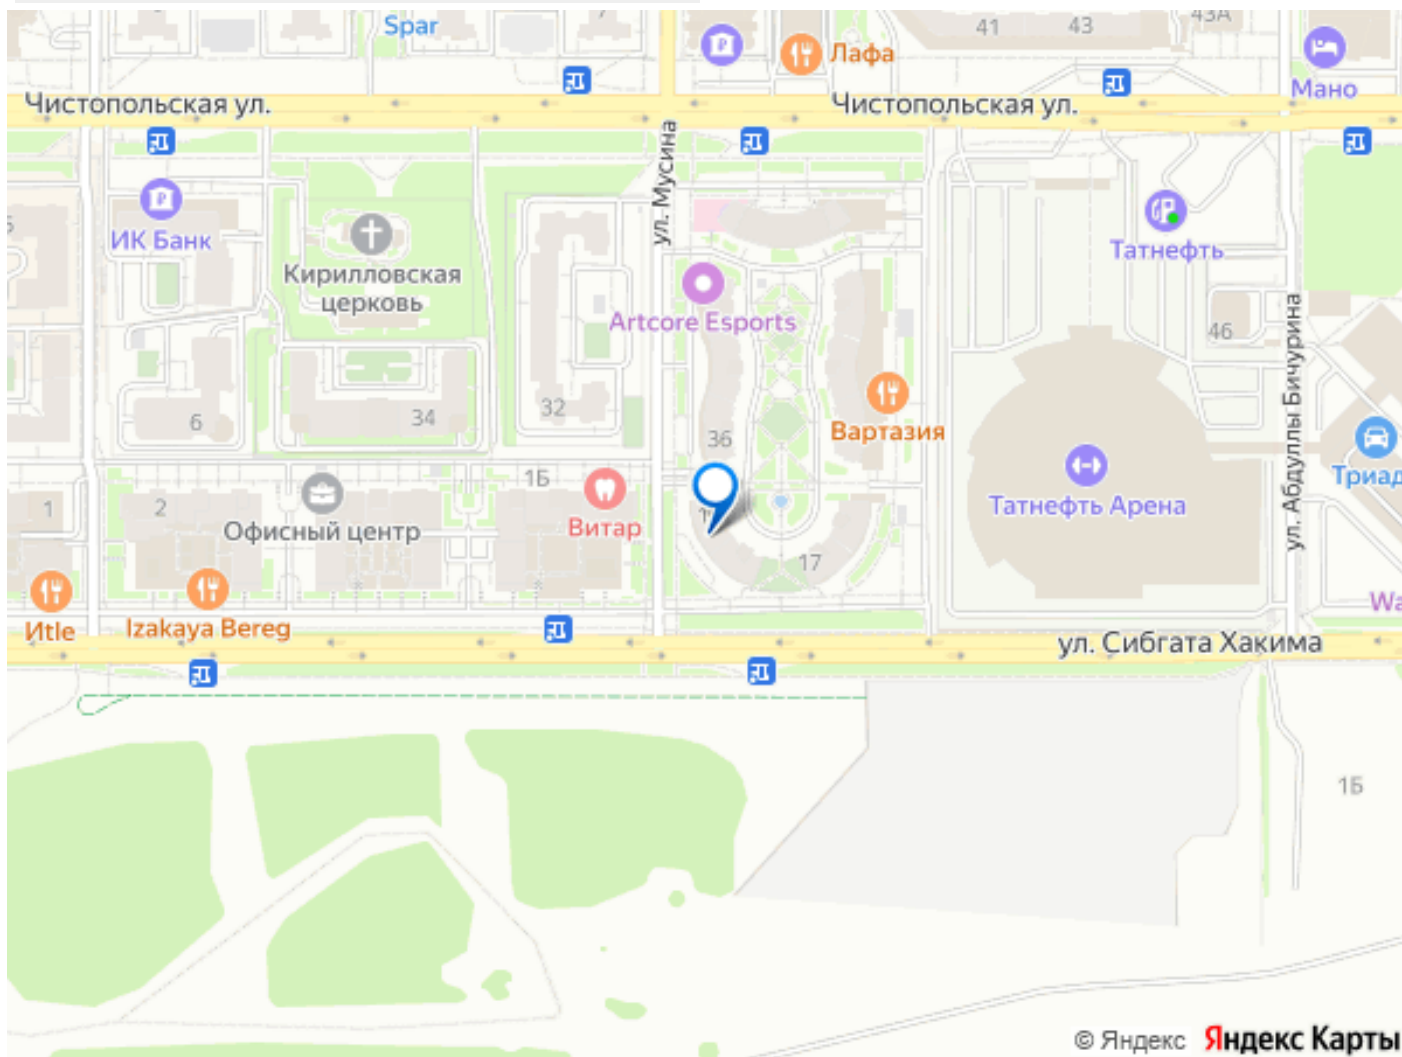 Spar
41
43
43А
Лафа
Мано
Чистопольская ул.
Чистопольская ул.
ул. Мусина
ИК Банк
Кирилловская
церковь
Татнефть
Artcore Esports
46
ул. Абдуллы Бичурина
6
34
32
36
Вартазия
Татнефть Арена
Триад
1
2
1Б
Офисный центр
Витар
17
Itle
Izakaya Bereg
Wa
ул. Сибгата Хакима
1Б
© Яндекс Яндекс Карты